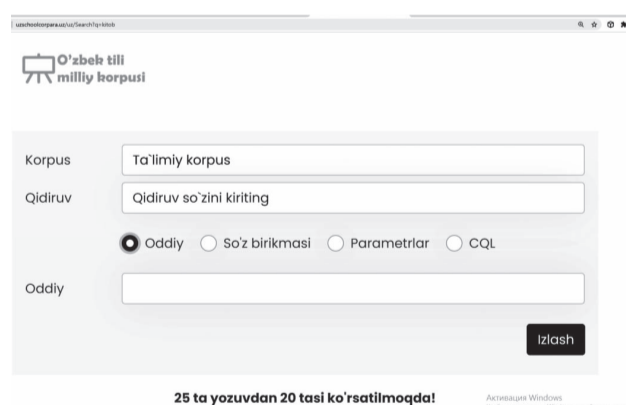 uzschoolcorpara.uz/uz/Search?q=kitob
O'zbek tili
milliy korpusi
Korpus Ta`limiy korpus
Qidiruv Qidiruv so`zini kiriting
Oddiy So'z birikmasi Parametrlar CQL
Oddiy
Izlash
25 ta yozuvdan 20 tasi ko'rsatilmoqda!
Активация Windows